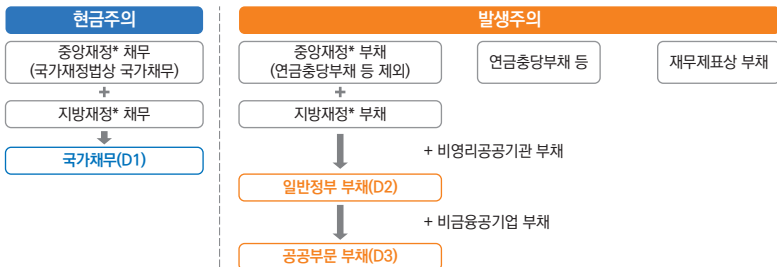 현금주의
중앙재정* 채무
(국가재정법상 국가채무)
+
지방재정* 채무
국가채무(D1)
발생주의
중앙재정* 부채
(연금충당부채 등 제외)
+
지방재정* 부채
연금충당부채 등
재무제표상 부채
+ 비영리공공기관 부채
일반정부 부채(D2)
+ 비금융공기업 부채
공공부문 부채(D3)